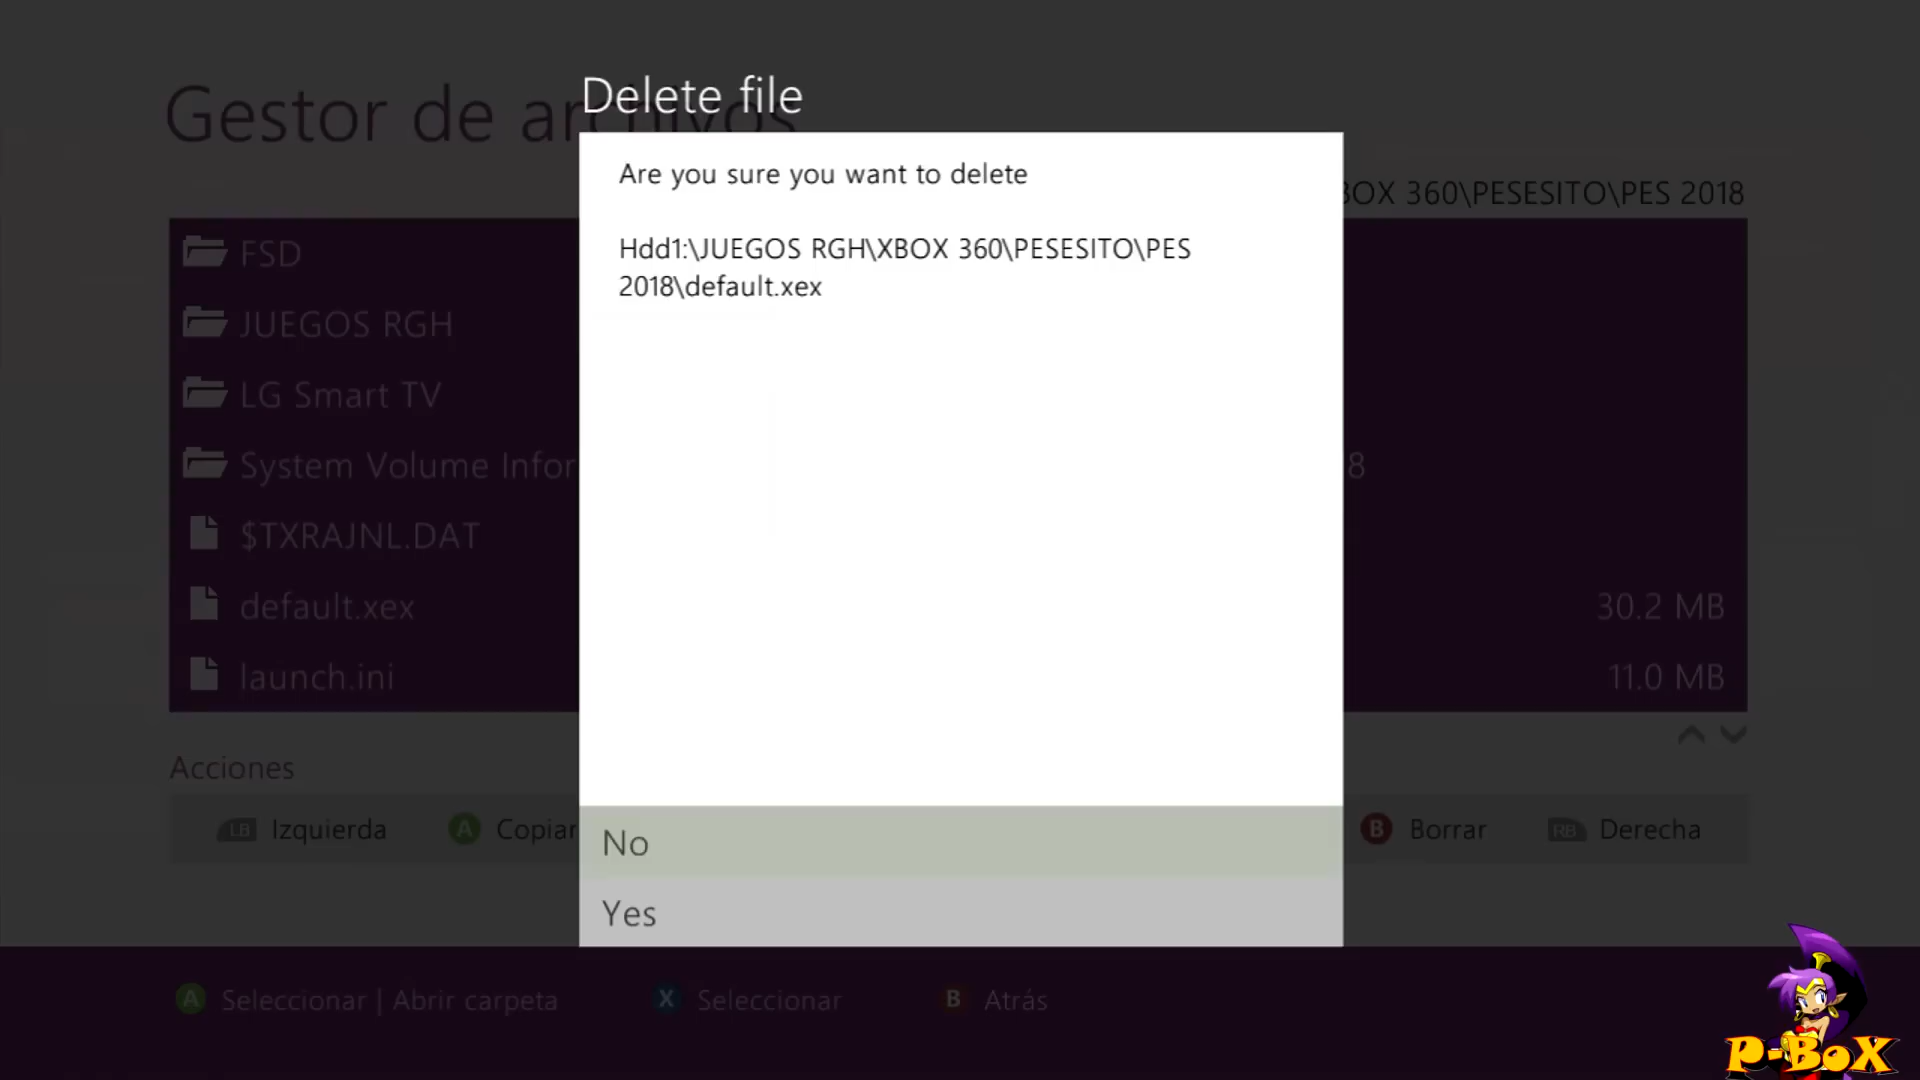 Delete file
Gestor de archivos
Are you sure you want to delete
BOX 360\PESESITO\PES 2018
Hdd1:\JUEGOS RGH\XBOX 360\PESESITO\PES
2018\default.xex
FSD
JUEGOS RGH
LG Smart TV
System Volume Infor
8
$TXRAJNL.DAT
default.xex
30.2 MB
launch.ini
11.0 MB
Acciones
LB Izquierda
A Copiar
B Borrar
RB Derecha
No
Yes
A Seleccionar | Abrir carpeta
X Seleccionar
B Atrás
P-BoX